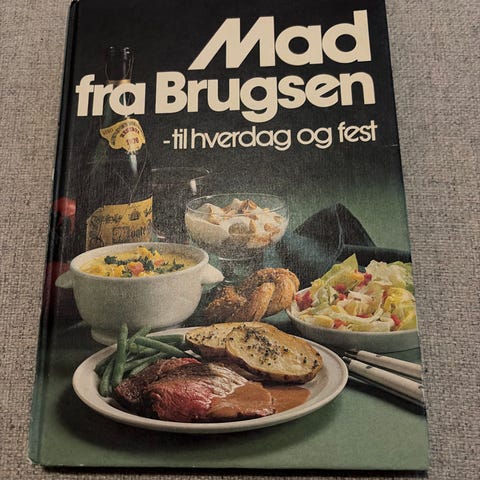 Mad
fra Brugsen
- til hverdag og fest